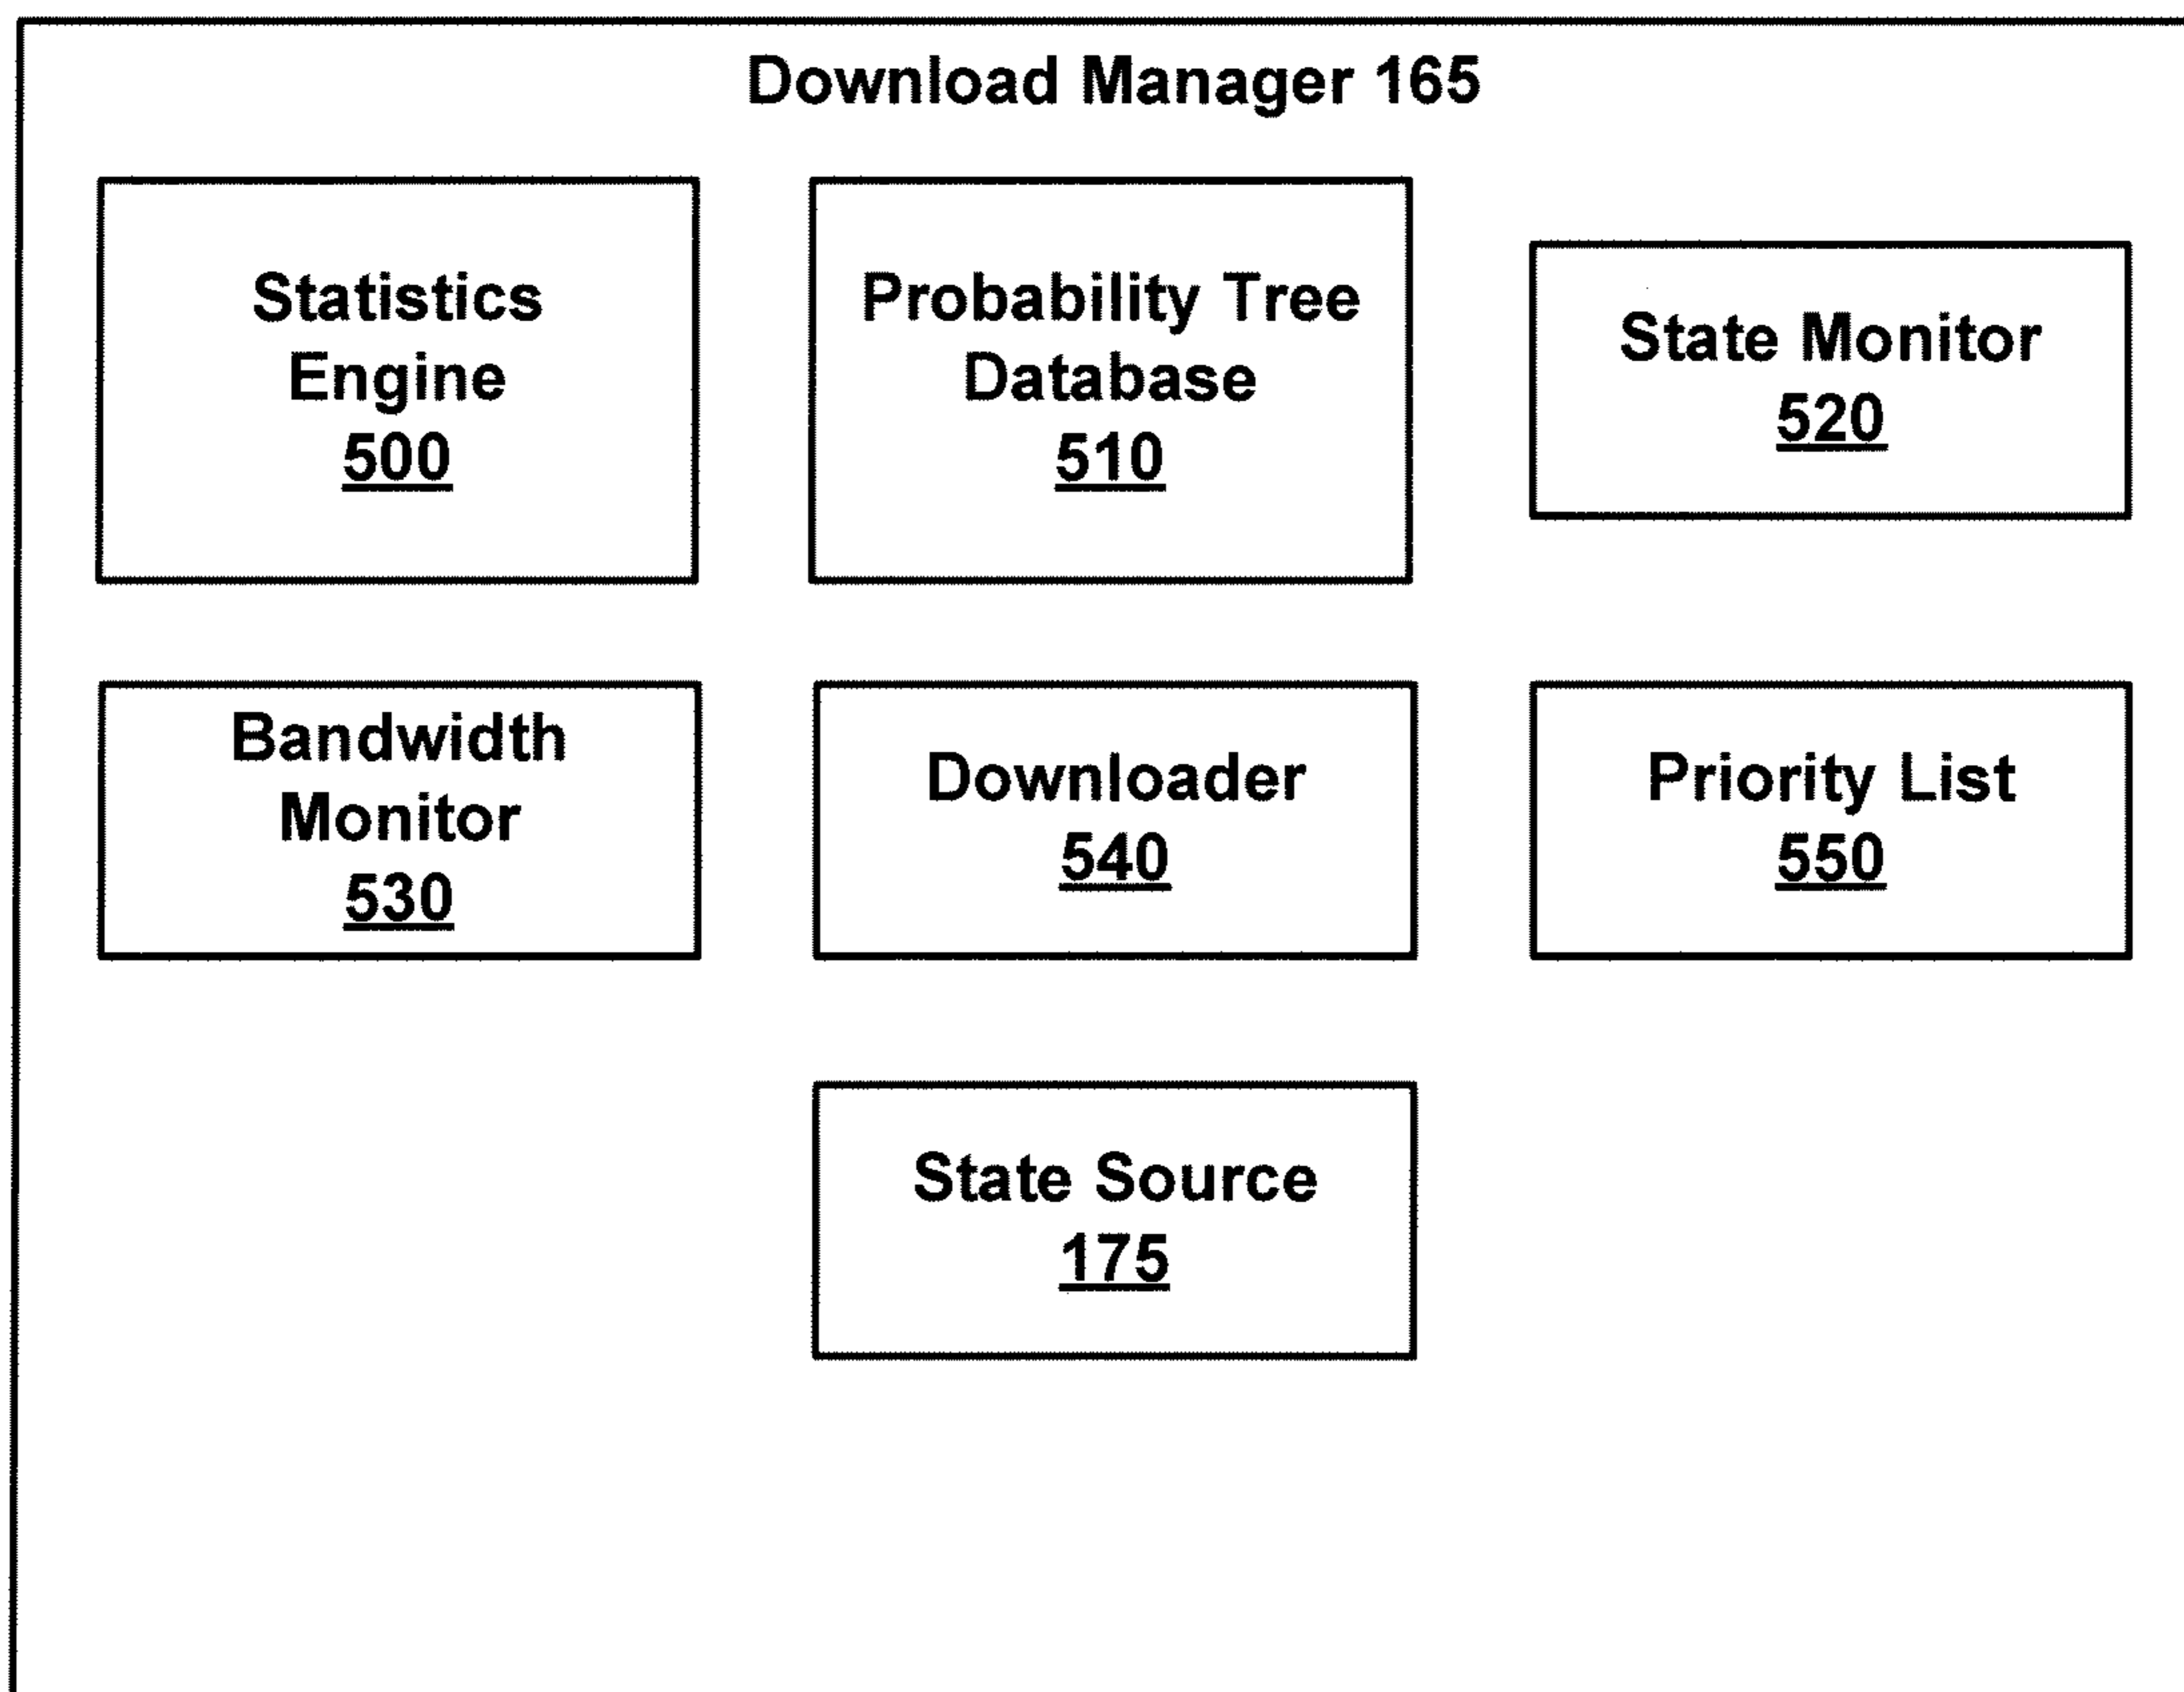 Download Manager 165
Statistics
Engine
500
Probability Tree
Database
510
State Monitor
520
Bandwidth
Monitor
530
Downloader
540
Priority List
550
State Source
175